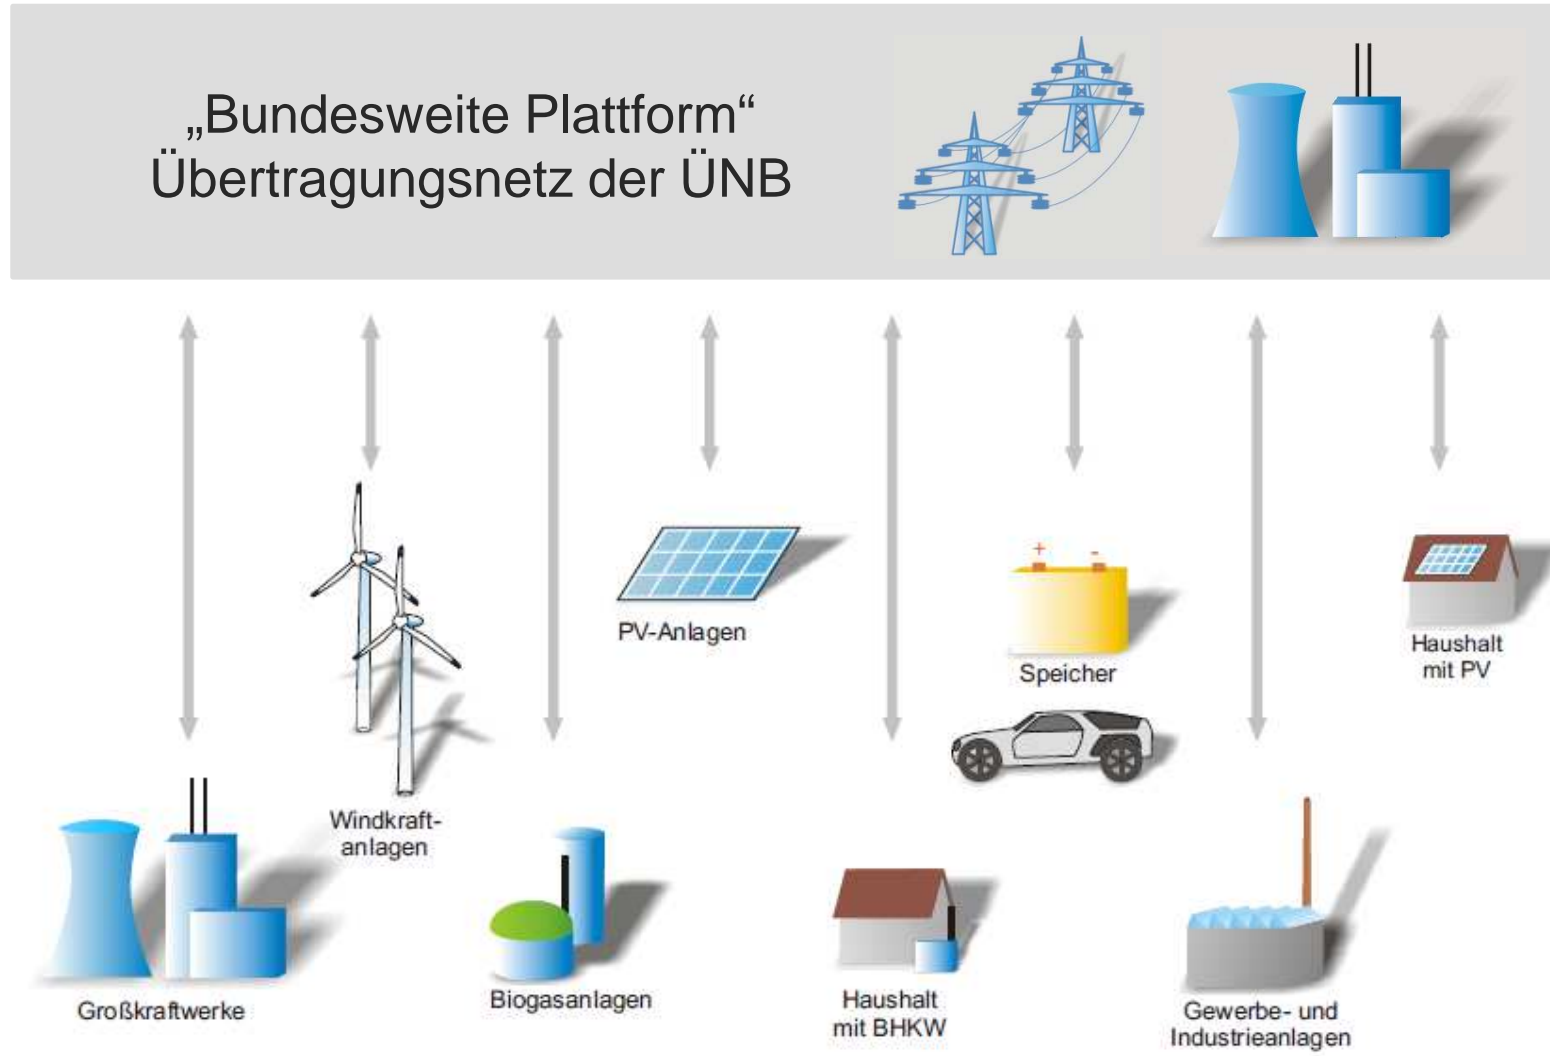 „Bundesweite Plattform“
Übertragungsnetz der ÜNB
PV-Anlagen
+ -
Speicher
Haushalt
mit PV
Windkraft-
anlagen
Großkraftwerke
Biogasanlagen
Haushalt
mit BHKW
Gewerbe- und
Industrieanlagen